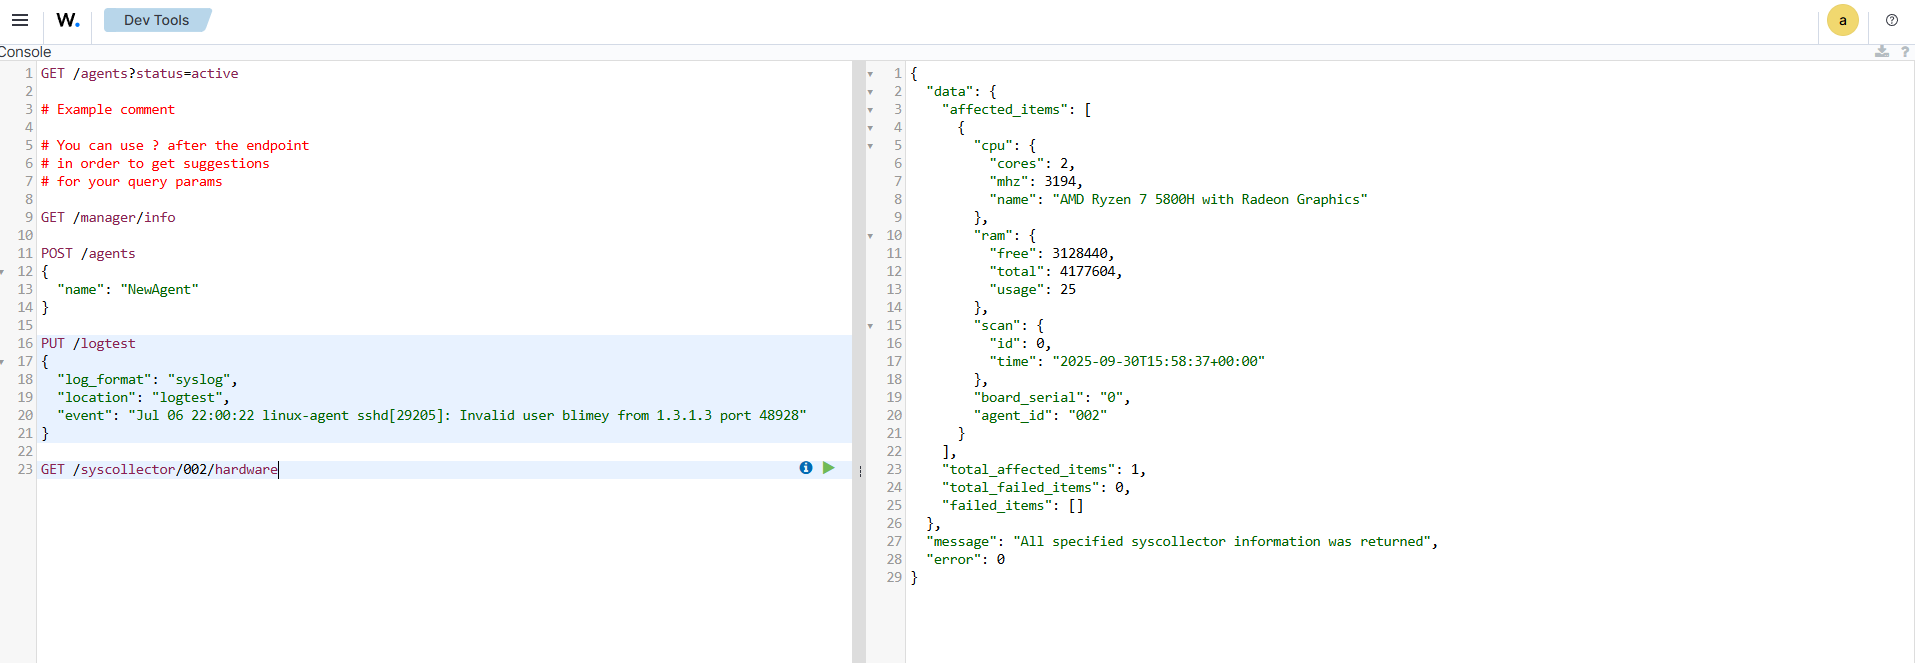 W.
Dev Tools
a
Console
1 GET /agents?status=active
2
3 # Example comment
4
5 # You can use ? after the endpoint
6 # in order to get suggestions
7 # for your query params
8
9 GET /manager/info
10
11 POST /agents
12 {
13   "name": "NewAgent"
14 }
15
16 PUT /logtest
17 {
18   "log_format": "syslog",
19   "location": "logtest",
20   "event": "Jul 06 22:00:22 linux-agent sshd[29205]: Invalid user blimey from 1.3.1.3 port 48928"
21 }
22
23 GET /syscollector/002/hardware
1 {
2   "data": {
3     "affected_items": [
4       {
5         "cpu": {
6           "cores": 2,
7           "mhz": 3194,
8           "name": "AMD Ryzen 7 5800H with Radeon Graphics"
9         },
10         "ram": {
11           "free": 3128440,
12           "total": 4177604,
13           "usage": 25
14         },
15         "scan": {
16           "id": 0,
17           "time": "2025-09-30T15:58:37+00:00"
18         },
19         "board_serial": "0",
20         "agent_id": "002"
21       }
22     ],
23     "total_affected_items": 1,
24     "total_failed_items": 0,
25     "failed_items": []
26   },
27   "message": "All specified syscollector information was returned",
28   "error": 0
29 }